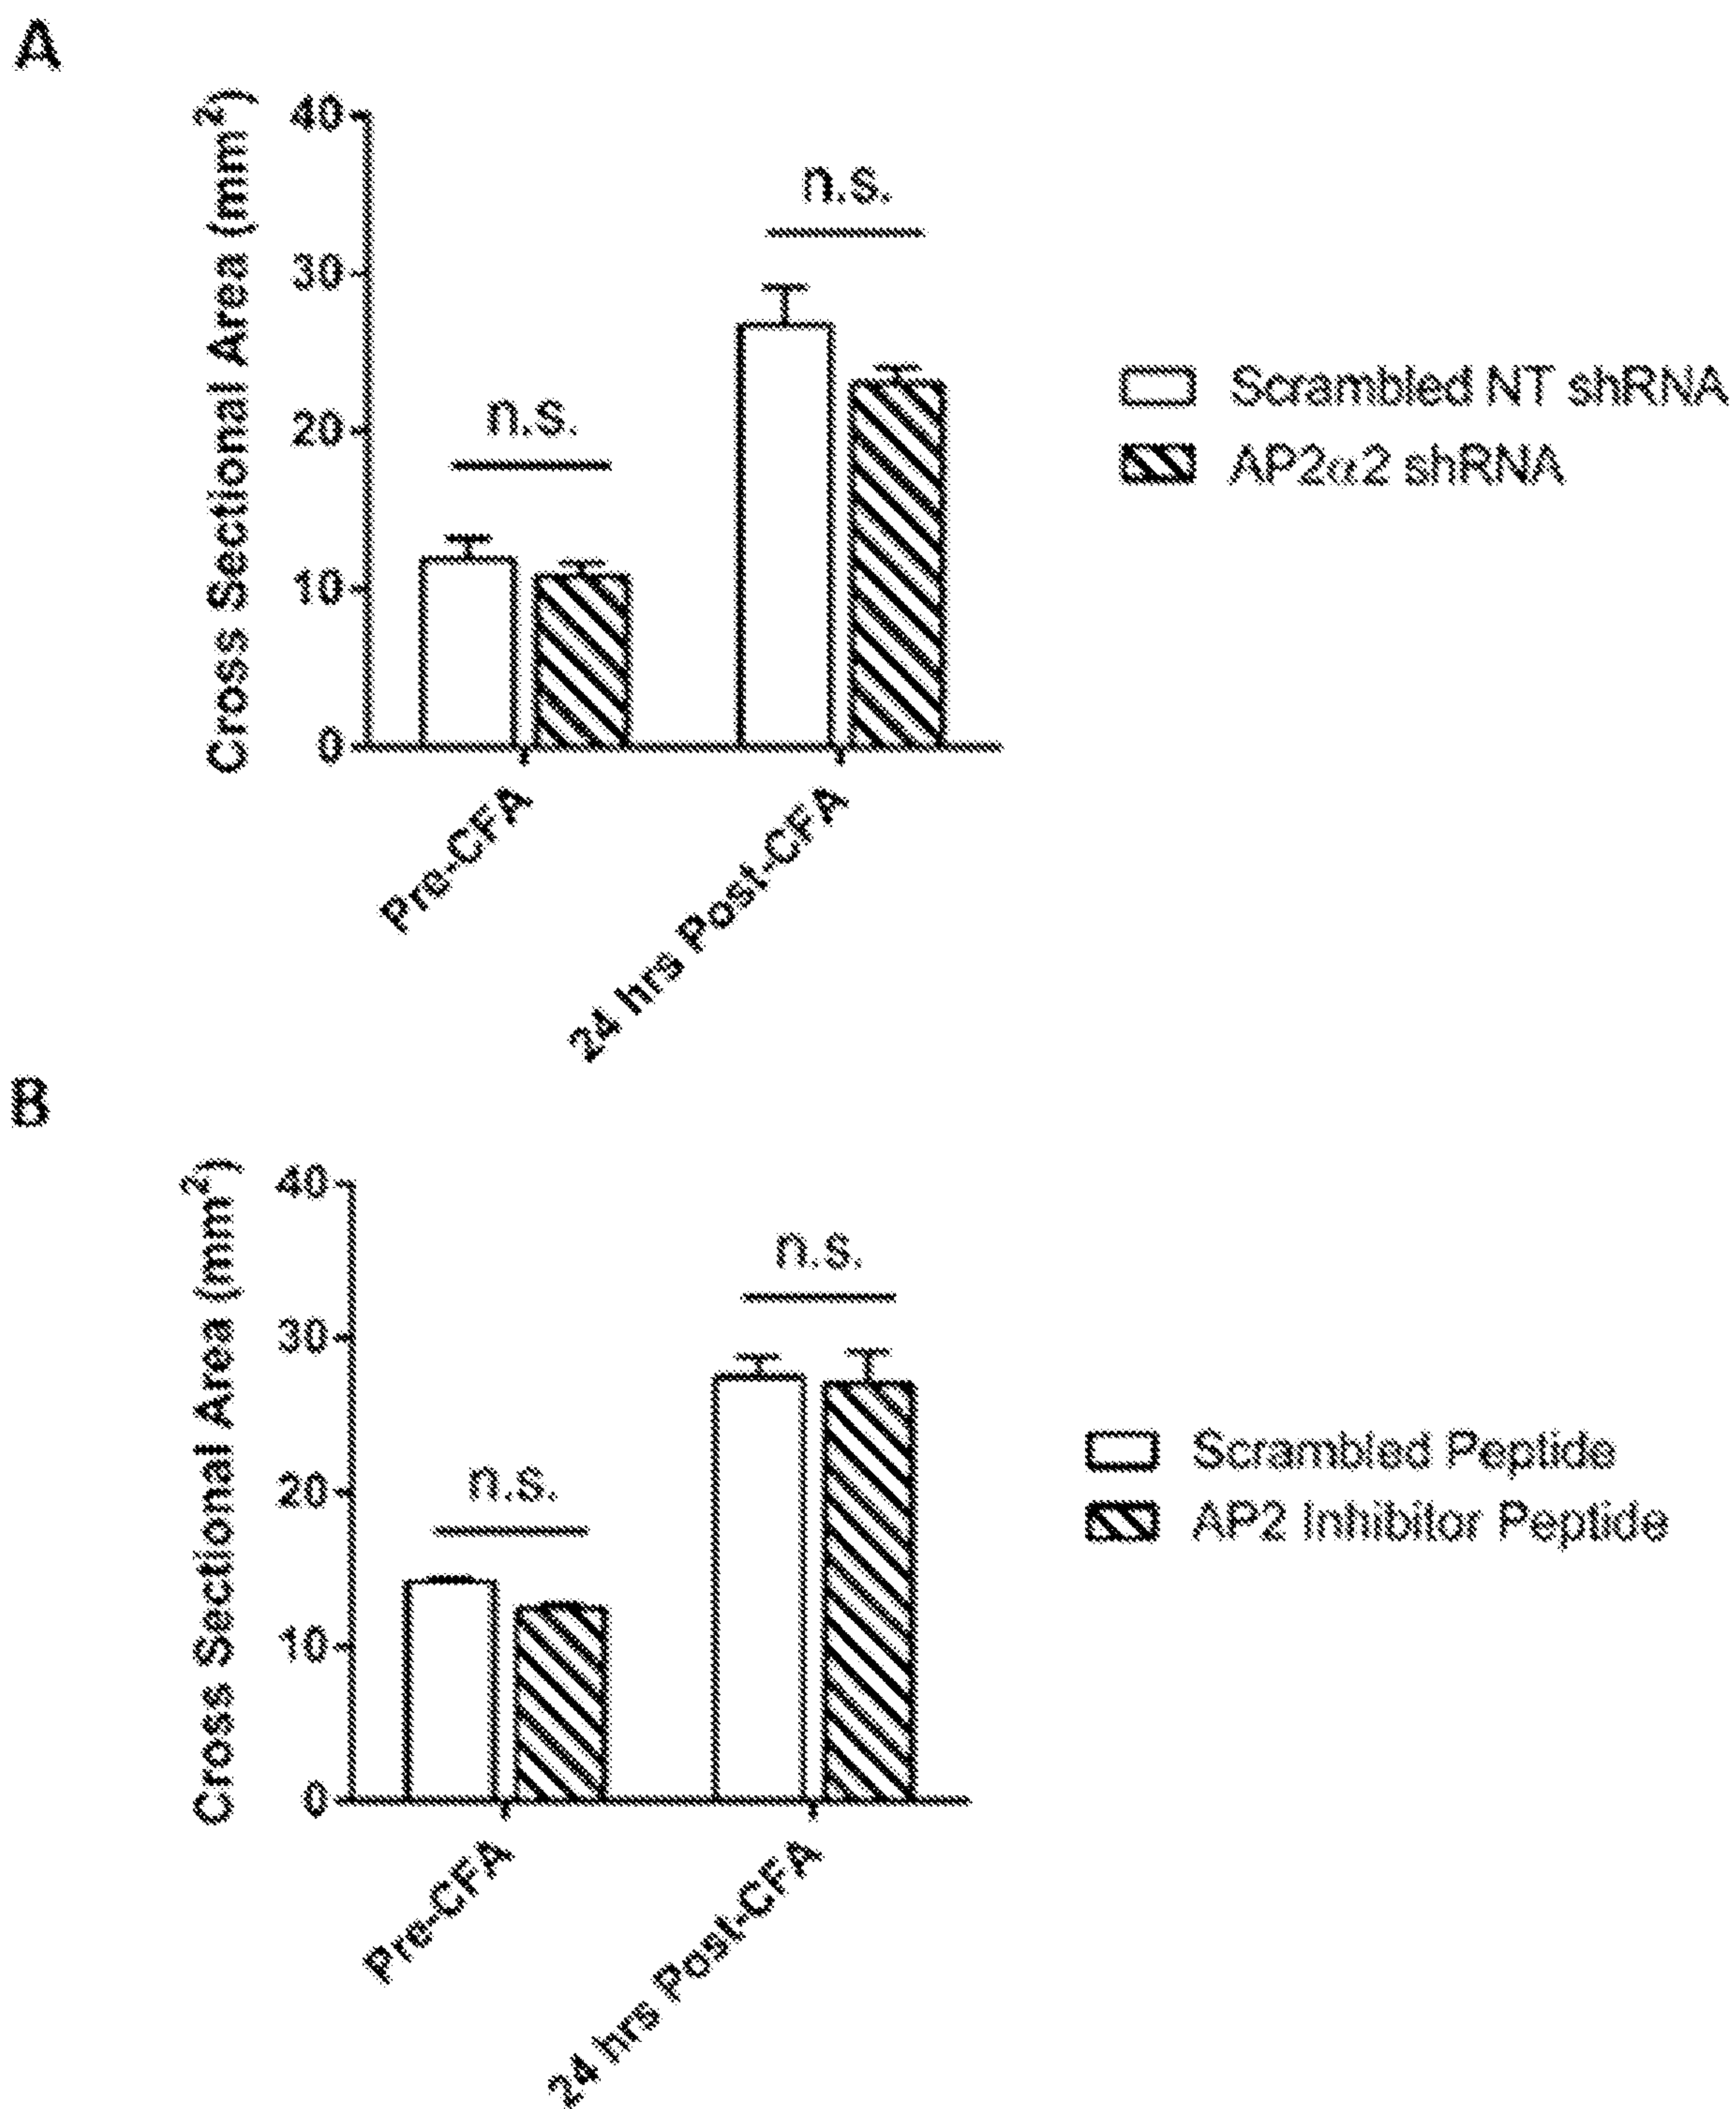 A
Cross Sectional Area (mm²)
40
30
20
10
0
n.s.
n.s.
Pre-CFA
24 hrs Post-CFA
Scrambled NT shRNA
AP2α2 shRNA
B
Cross Sectional Area (mm²)
40
30
20
10
0
n.s.
n.s.
Pre-CFA
24 hrs Post-CFA
Scrambled Peptide
AP2 Inhibitor Peptide